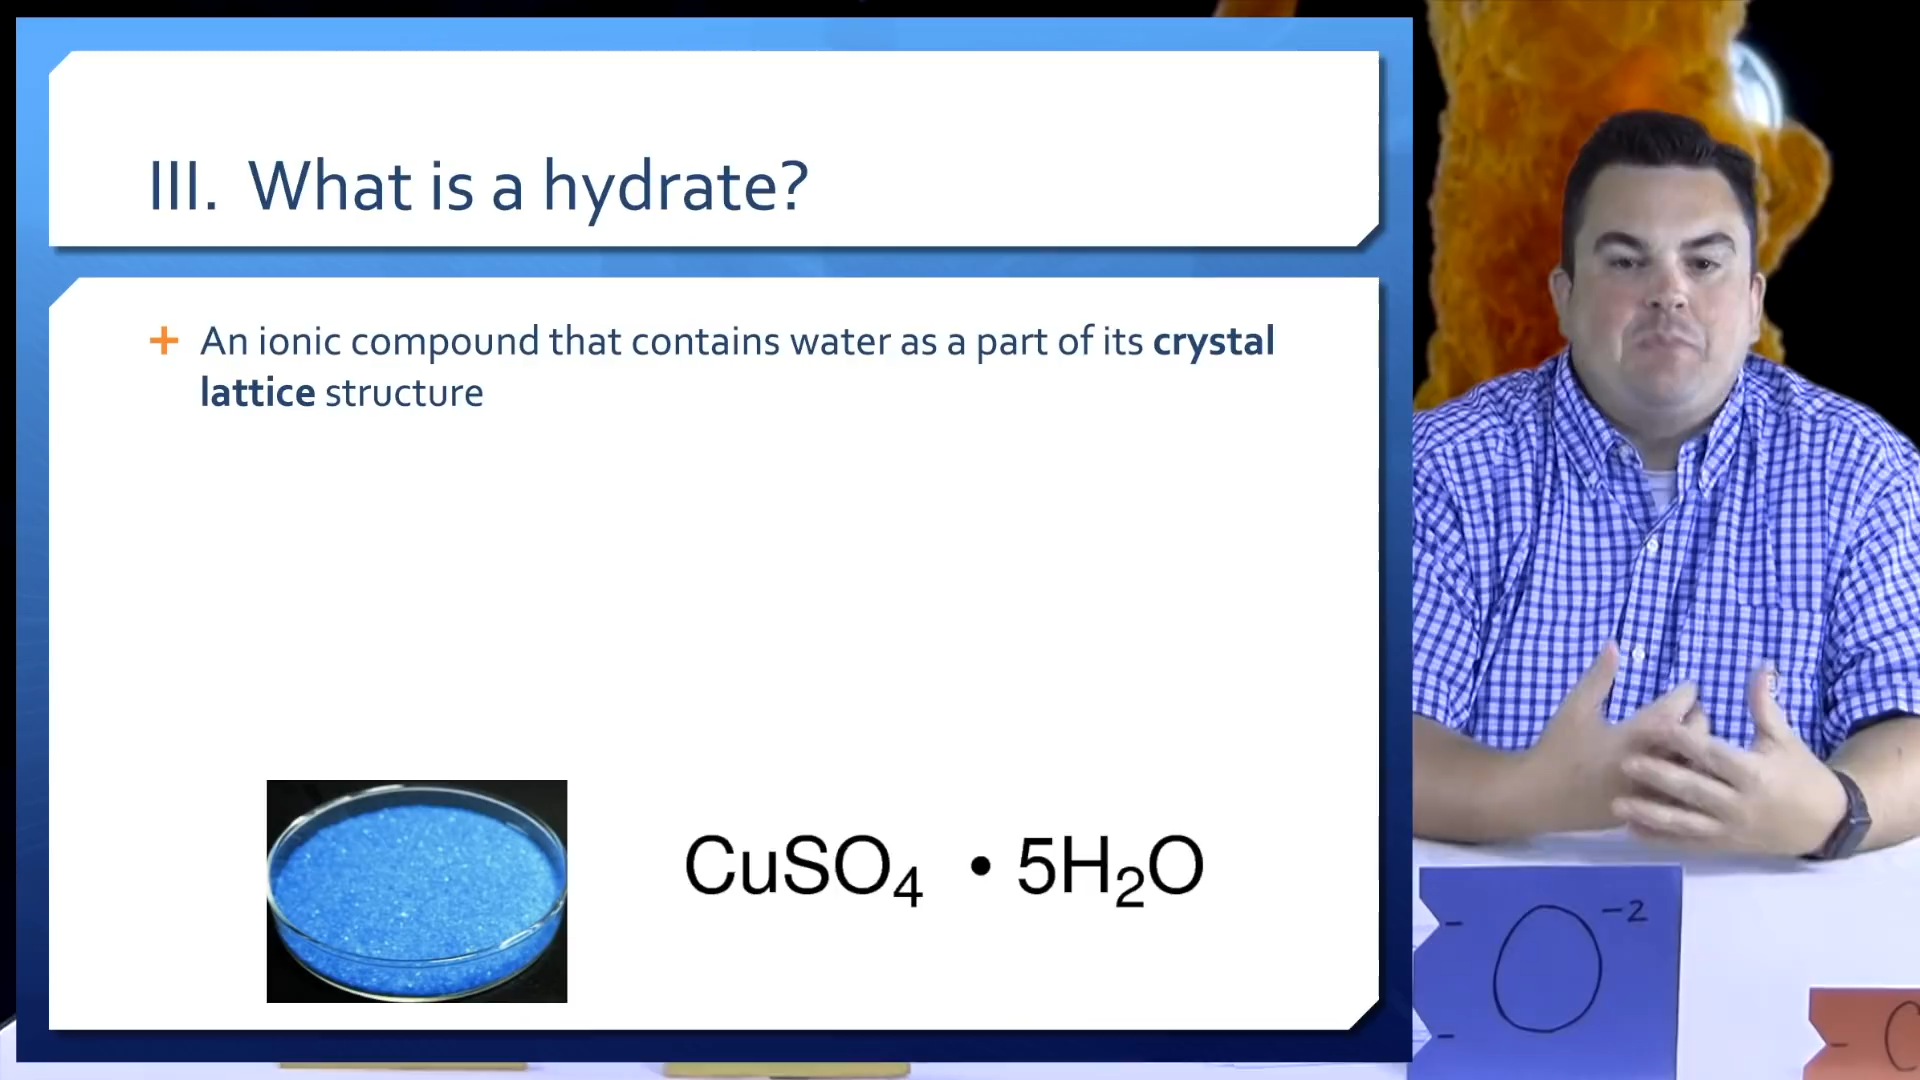 III. What is a hydrate?
An ionic compound that contains water as a part of its crystal
lattice structure
CuSO₄ • 5H₂O
O⁻²